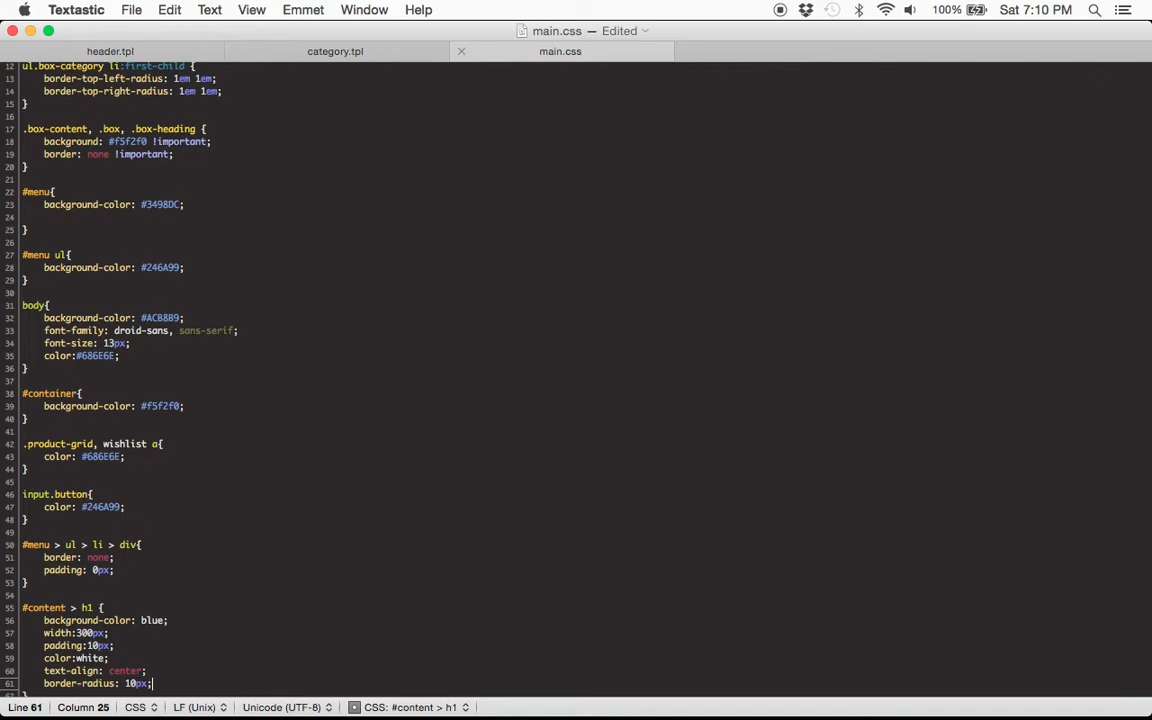 Textastic File Edit Text View Emmet Window Help 100% Sat 7:10 PM
main.css — Edited
header.tpl category.tpl main.css
12 ul.box-category li:first-child {
13 border-top-left-radius: 1em 1em;
14 border-top-right-radius: 1em 1em;
15 }
16
17 .box-content, .box, .box-heading {
18 background: #f5f2f0 !important;
19 border: none !important;
20 }
21
22 #menu{
23 background-color: #3498DC;
24
25 }
26
27 #menu ul{
28 background-color: #246A99;
29 }
30
31 body{
32 background-color: #ACB8B9;
33 font-family: droid-sans, sans-serif;
34 font-size: 13px;
35 color:#686E6E;
36 }
37
38 #container{
39 background-color: #f5f2f0;
40 }
41
42 .product-grid, wishlist a{
43 color: #686E6E;
44 }
45
46 input.button{
47 color: #246A99;
48 }
49
50 #menu > ul > li > div{
51 border: none;
52 padding: 0px;
53 }
54
55 #content > h1 {
56 background-color: blue;
57 width:300px;
58 padding:10px;
59 color:white;
60 text-align: center;
61 border-radius: 10px;
62 }
Line 61 Column 25 CSS LF (Unix) Unicode (UTF-8) CSS: #content > h1